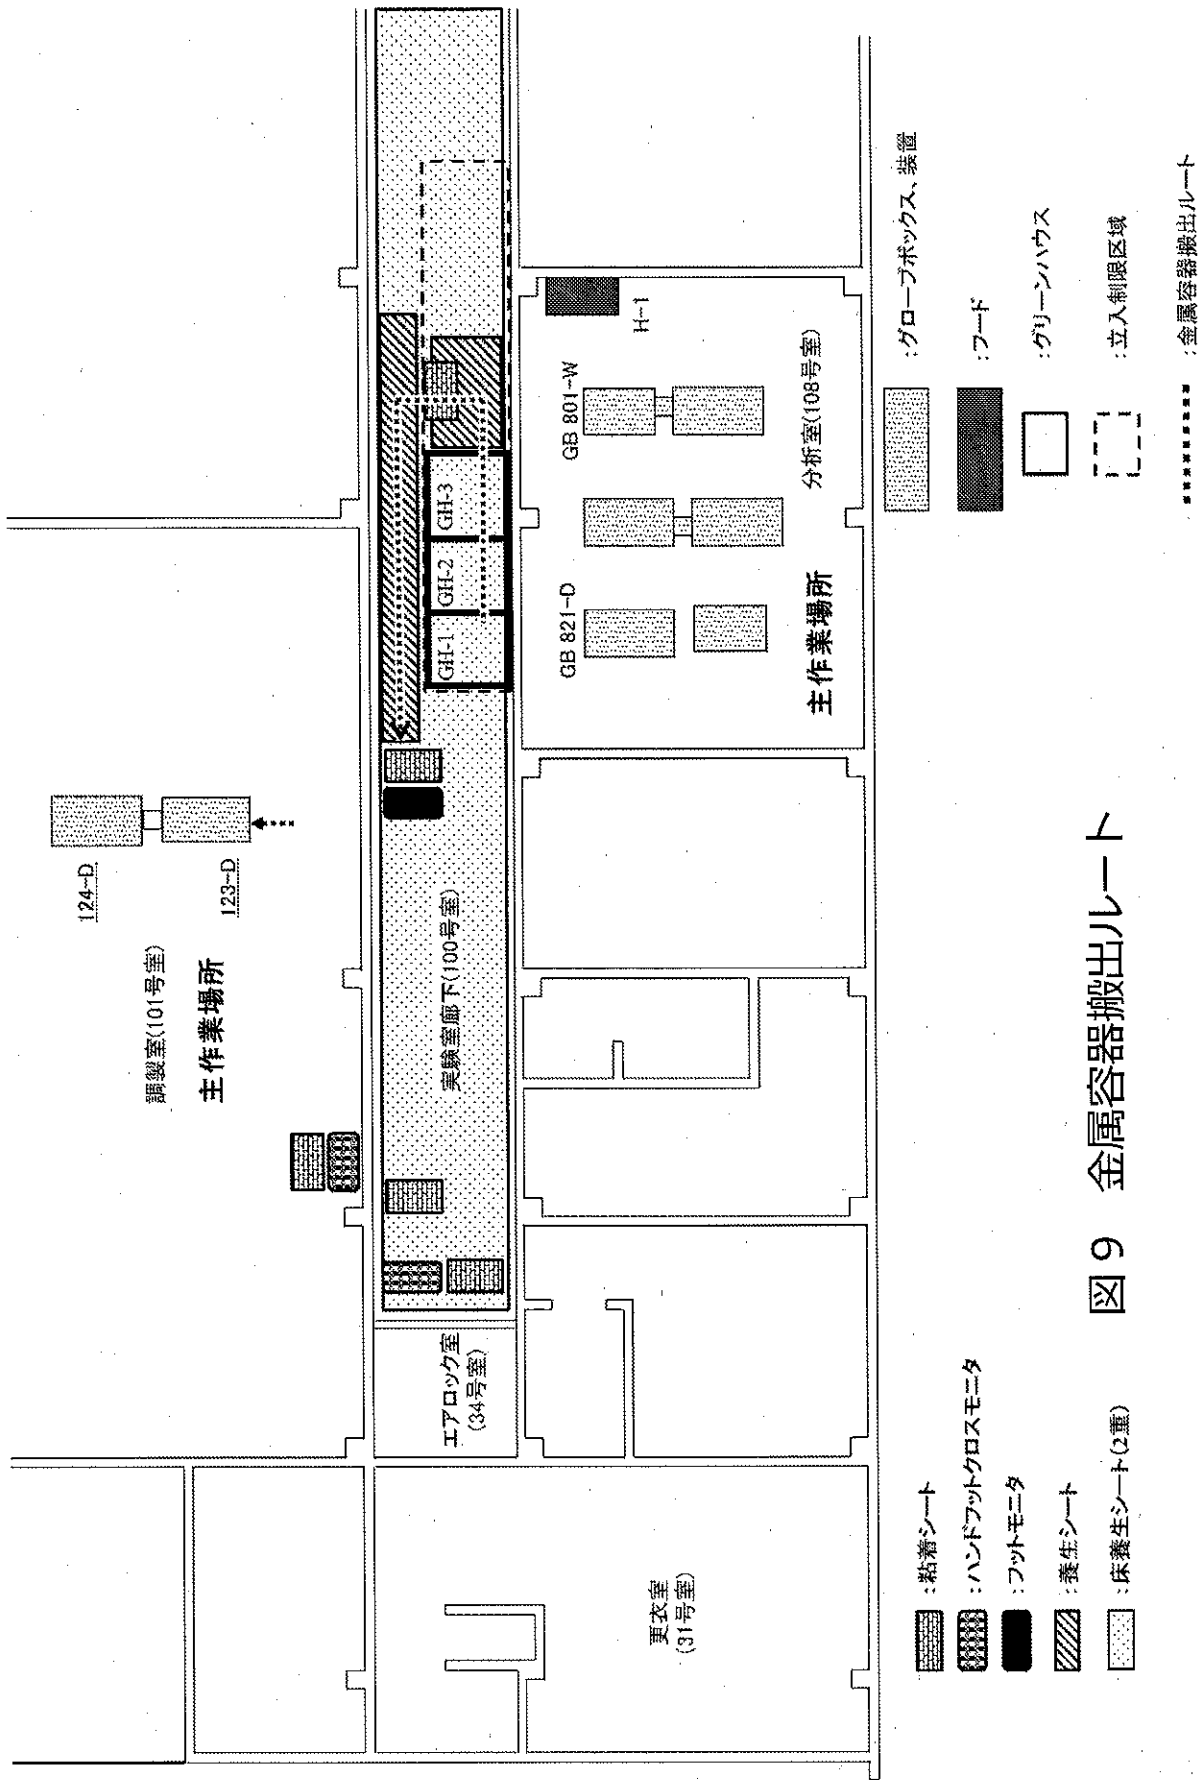 124-D
123-D
調製室(101号室)
主作業場所
GH-1
GH-2
GH-3
実験室廊下(100号室)
エアロック室
(34号室)
更衣室
(31号室)
GB 821-D
GB 801-W
H-1
分析室(108号室)
主作業場所
:粘着シート
:ハンドフットクロスモニタ
:フットモニタ
:養生シート
:床養生シート(2重)
:グローブボックス、装置
:フード
:グリーンハウス
:立入制限区域
:金属容器搬出ルート
図9 金属容器搬出ルート